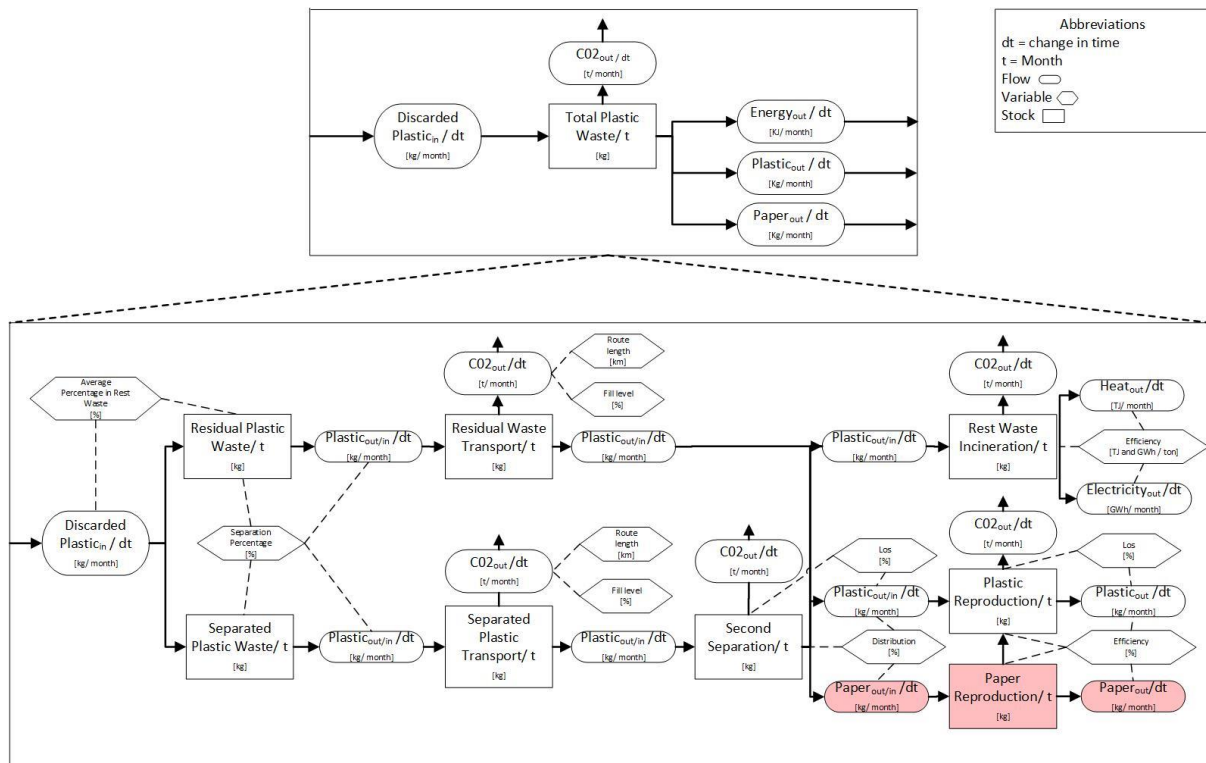 Abbreviations
dt = change in time
t = Month
Flow
Variable
Stock
C02out / dt
[t/ month]
Discarded
Plasticin / dt
[kg/ month]
Total Plastic
Waste/ t
[kg]
Energyout / dt
[KJ/ month]
Plasticout / dt
[Kg/ month]
Paperout / dt
[Kg/ month]
Average
Percentage in Rest
Waste
[%]
Discarded
Plasticin / dt
[kg/ month]
Residual Plastic
Waste/ t
[kg]
Separation
Percentage
[%]
Separated
Plastic Waste/ t
[kg]
Plasticout/in /dt
[kg/ month]
Plasticout/in /dt
[kg/ month]
C02out /dt
[t/ month]
Route
length
[km]
Fill level
[%]
Residual Waste
Transport/ t
[kg]
Plasticout/in /dt
[kg/ month]
C02out /dt
[t/ month]
Route
length
[km]
Fill level
[%]
Separated
Plastic
Transport/ t
[kg]
Plasticout/in /dt
[kg/ month]
C02out /dt
[t/ month]
Second
Separation/ t
[kg]
Plasticout/in /dt
[kg/ month]
Los
[%]
Plasticout/in /dt
[kg/ month]
Distribution
[%]
Paperout/in /dt
[kg/ month]
C02out /dt
[t/ month]
Rest Waste
Incineration/ t
[kg]
Heatout /dt
[TJ/ month]
Efficiency
[TJ and GWh / ton]
Electricityout /dt
[GWh/ month]
C02out /dt
[t/ month]
Los
[%]
Plastic
Reproduction/ t
[kg]
Plasticout /dt
[kg/ month]
Efficiency
[%]
Paper
Reproduction/ t
[kg]
Paperout/dt
[kg/ month]